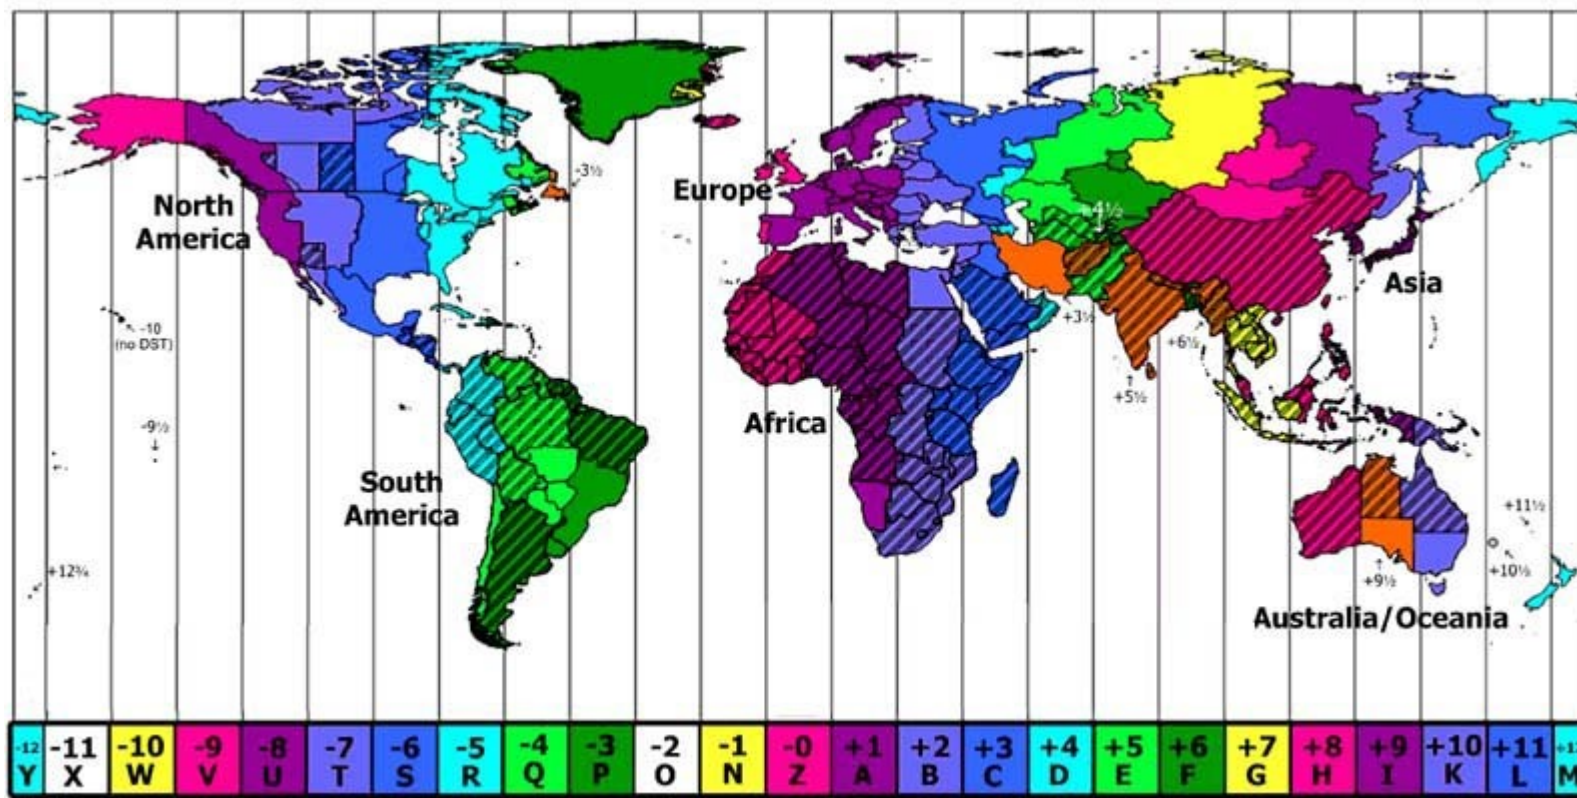 -3½
Europe
North
America
+4½
Asia
-10
(no DST)
+3½
+6½
+5½
-9½
Africa
South
America
+11½
+12¾
+10½
+9½
Australia/Oceania
-12 -11 -10 -9 -8 -7 -6 -5 -4 -3 -2 -1 -0 +1 +2 +3 +4 +5 +6 +7 +8 +9 +10 +11
Y X W V U T S R Q P O N Z A B C D E F G H I K L M